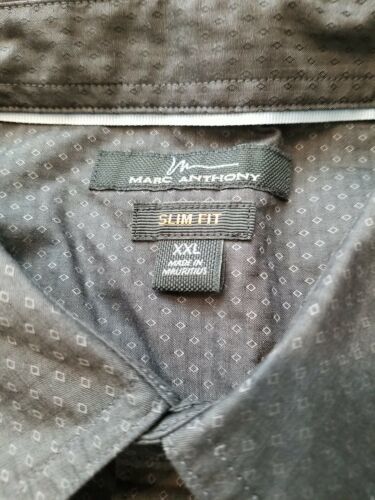 MARC ANTHONY
SLIM FIT
XXL
MADE IN
MAURITIUS